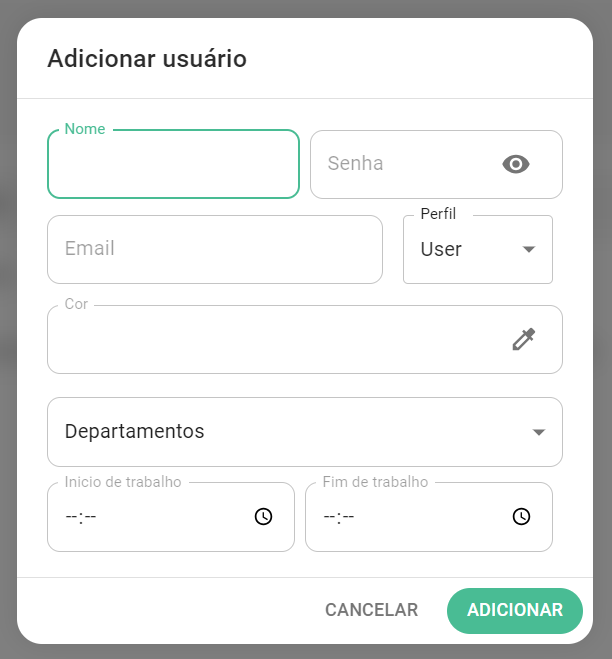 Adicionar usuário
Nome
Senha
Email
Perfil
User
Cor
Departamentos
Inicio de trabalho
Fim de trabalho
--:--
--:--
CANCELAR
ADICIONAR